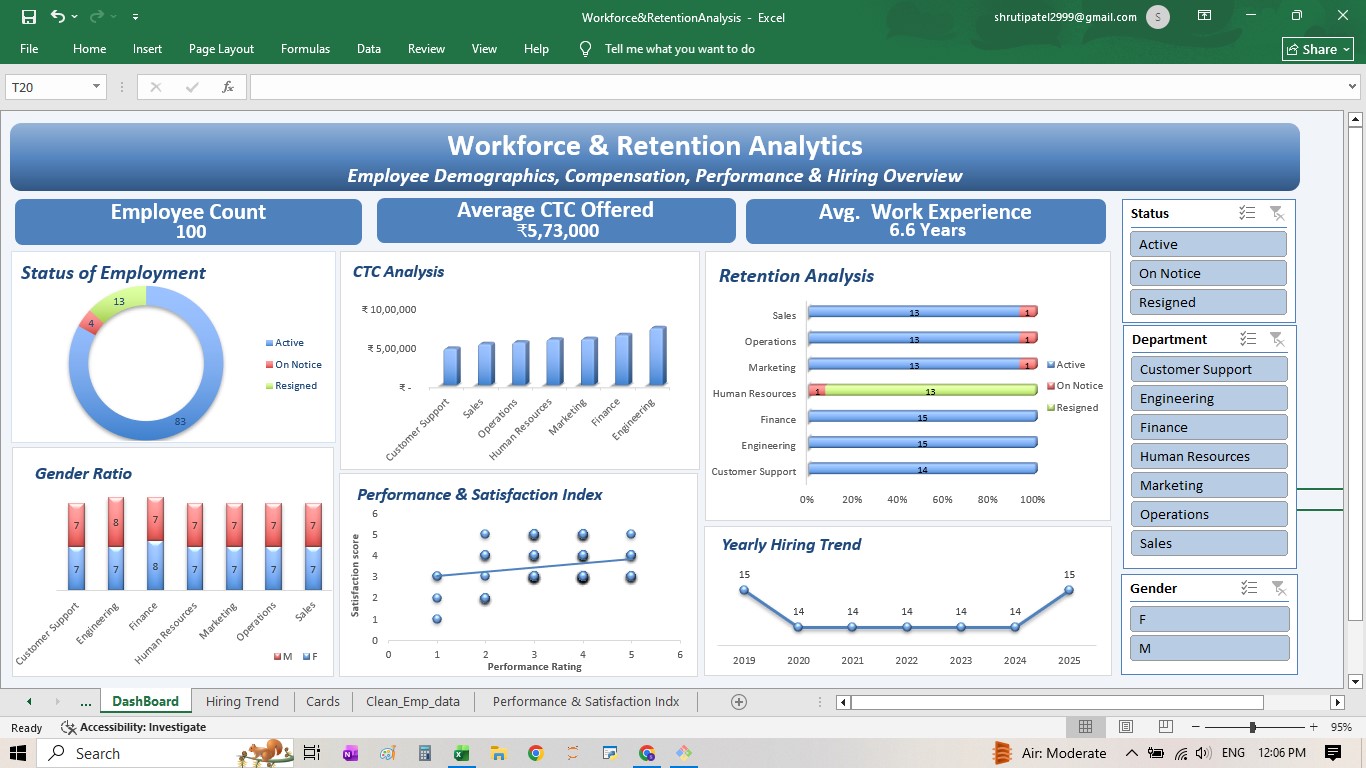 Workforce&RetentionAnalysis - Excel
shrutipatel2999@gmail.com
S
File Home Insert Page Layout Formulas Data Review View Help Tell me what you want to do
Share
T20
fx
Workforce & Retention Analytics
Employee Demographics, Compensation, Performance & Hiring Overview
Employee Count
100
Average CTC Offered
₹5,73,000
Avg. Work Experience
6.6 Years
Status of Employment
13
4
83
Active
On Notice
Resigned
CTC Analysis
₹ 10,00,000
₹ 5,00,000
₹ -
Customer Support
Sales
Operations
Human Resources
Marketing
Finance
Engineering
Retention Analysis
Sales 13 1
Operations 13 1
Marketing 13 1
Human Resources 1 13
Finance 15
Engineering 15
Customer Support 14
0% 20% 40% 60% 80% 100%
Active
On Notice
Resigned
Status
Active
On Notice
Resigned
Department
Customer Support
Engineering
Finance
Human Resources
Marketing
Operations
Sales
Gender
F
M
Gender Ratio
7 8 7 7 7 7 7
7 7 8 7 7 7 7
Customer Support
Engineering
Finance
Human Resources
Marketing
Operations
Sales
M F
Performance & Satisfaction Index
Satisfaction score
6
5
4
3
2
1
0
0 1 2 3 4 5 6
Performance Rating
Yearly Hiring Trend
15 14 14 14 14 14 15
2019 2020 2021 2022 2023 2024 2025
... DashBoard Hiring Trend Cards Clean_Emp_data Performance & Satisfaction Indx
Ready Accessibility: Investigate
95%
Search
Air: Moderate
ENG
12:06 PM